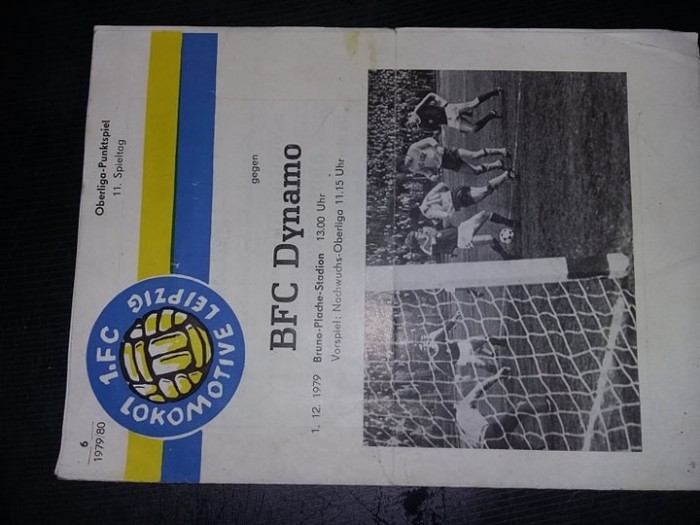 6
1979/80
Oberliga-Punktspiel
11. Spieltag
1.FC
LOKOMOTIVE LEIPZIG
gegen
BFC Dynamo
1. 12. 1979 Bruno-Plache-Stadion 13.00 Uhr
Vorspiel: Nachwuchs-Oberliga 11.15 Uhr